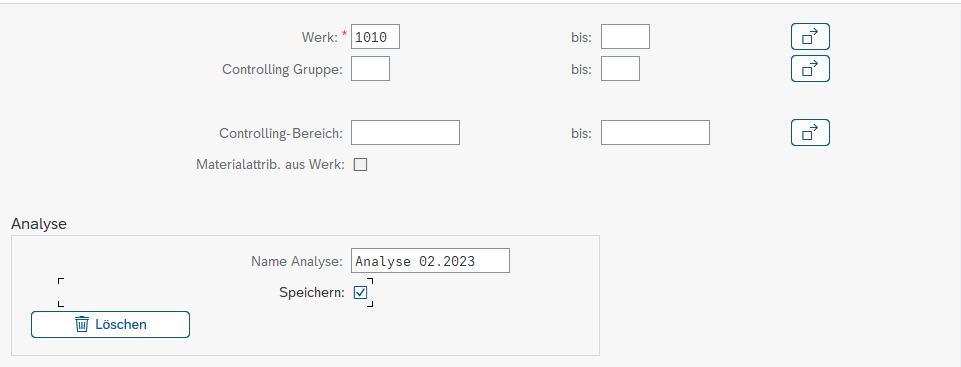 Werk: * 1010 bis:
Controlling Gruppe: bis:
Controlling-Bereich: bis:
Materialattrib. aus Werk:
Analyse
Name Analyse: Analyse 02.2023
Speichern:
Löschen